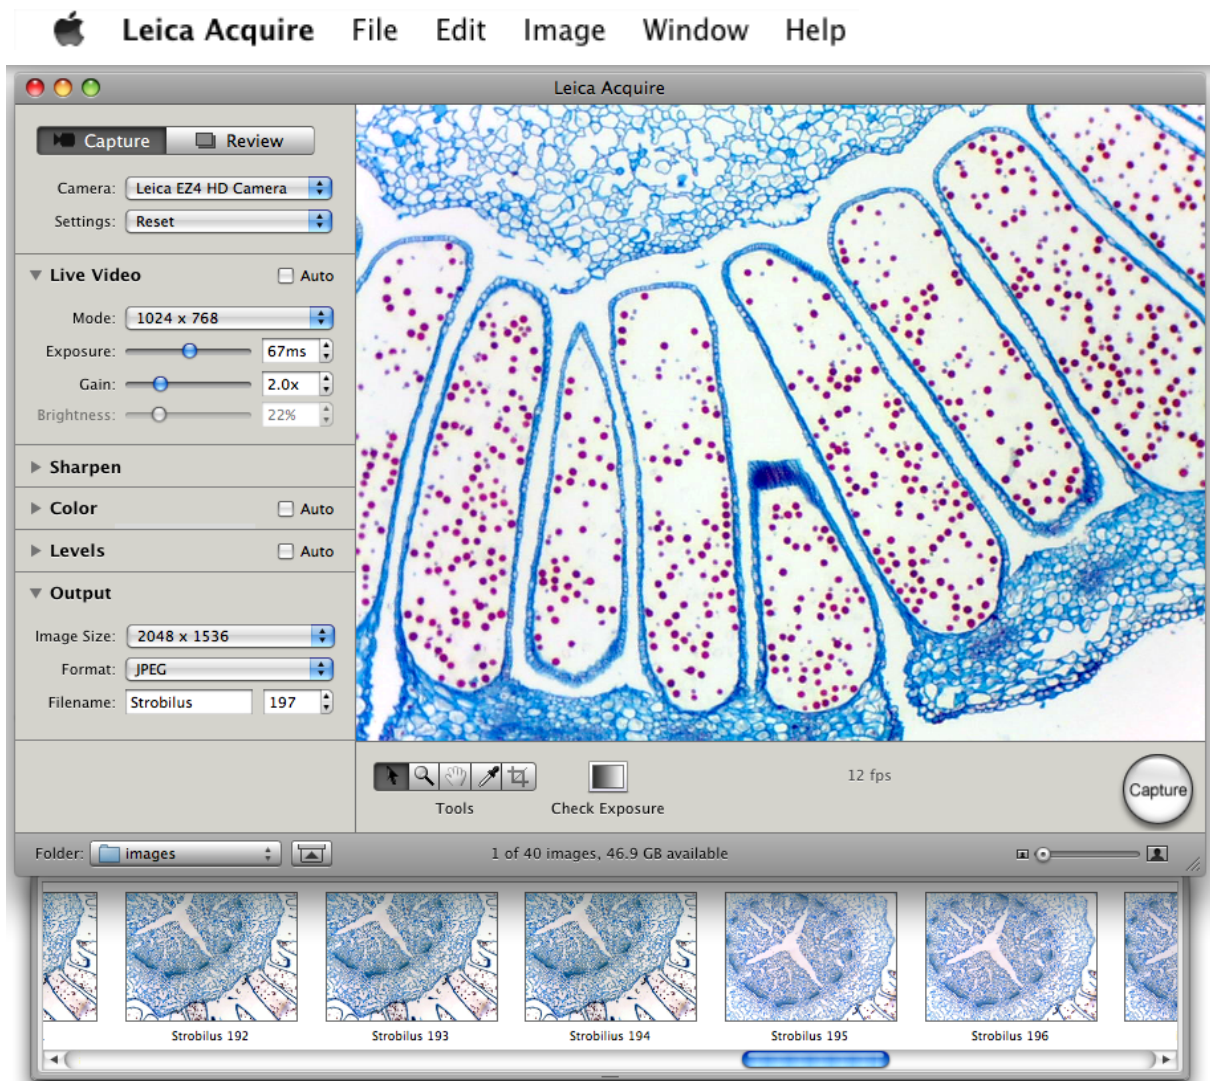 Leica Acquire File Edit Image Window Help
Leica Acquire
Capture Review
Camera: Leica EZ4 HD Camera
Settings: Reset
Live Video Auto
Mode: 1024 x 768
Exposure: 67ms
Gain: 2.0x
Brightness: 22%
Sharpen
Color Auto
Levels Auto
Output
Image Size: 2048 x 1536
Format: JPEG
Filename: Strobilus 197
Tools
Check Exposure
12 fps
Capture
Folder: images
1 of 40 images, 46.9 GB available
Strobilus 192
Strobilus 193
Strobilus 194
Strobilus 195
Strobilus 196